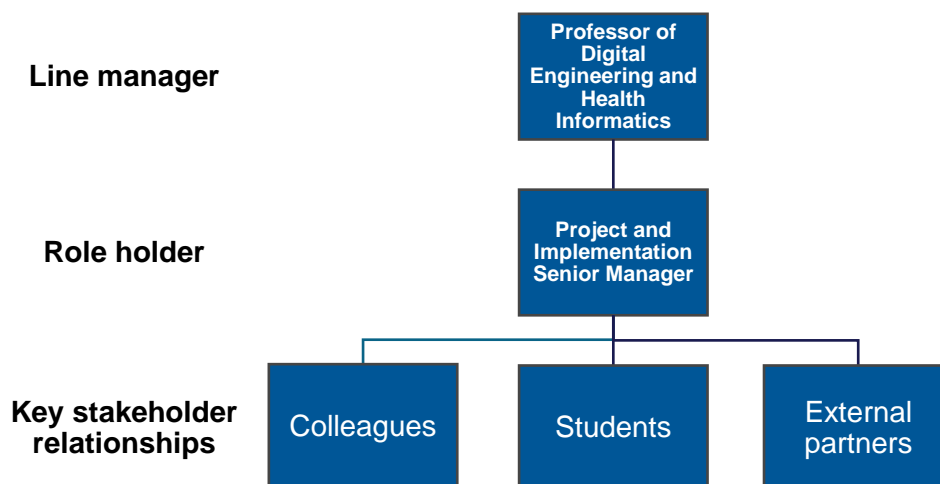 Line manager
Professor of
Digital
Engineering and
Health
Informatics
Role holder
Project and
Implementation
Senior Manager
Key stakeholder
relationships
Colleagues
Students
External
partners